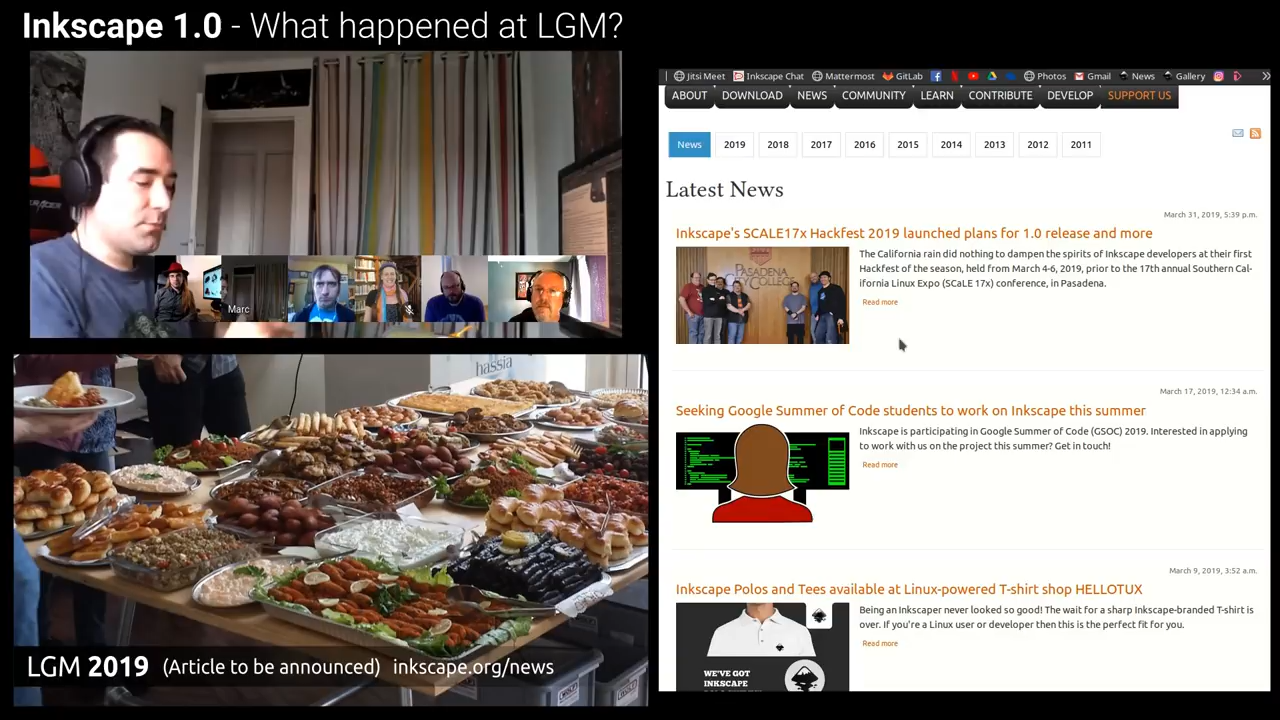 Inkscape 1.0 - What happened at LGM?
Marc
hassia
LGM 2019 (Article to be announced) inkscape.org/news
Jitsi Meet Inkscape Chat Mattermost GitLab Photos Gmail News Gallery
ABOUT DOWNLOAD NEWS COMMUNITY LEARN CONTRIBUTE DEVELOP SUPPORT US
News 2019 2018 2017 2016 2015 2014 2013 2012 2011
Latest News
March 31, 2019, 5:39 p.m.
Inkscape's SCALE17x Hackfest 2019 launched plans for 1.0 release and more
PASADENA
CITY COLLEGE
The California rain did nothing to dampen the spirits of Inkscape developers at their first
Hackfest of the season, held from March 4-6, 2019, prior to the 17th annual Southern Cal-
ifornia Linux Expo (SCaLE 17x) conference, in Pasadena.
Read more
March 17, 2019, 12:34 a.m.
Seeking Google Summer of Code students to work on Inkscape this summer
Inkscape is participating in Google Summer of Code (GSOC) 2019. Interested in applying
to work with us on the project this summer? Get in touch!
Read more
March 9, 2019, 3:52 a.m.
Inkscape Polos and Tees available at Linux-powered T-shirt shop HELLOTUX
Being an Inkscaper never looked so good! The wait for a sharp Inkscape-branded T-shirt is
over. If you're a Linux user or developer then this is the perfect fit for you.
Read more
WE'VE GOT
INKSCAPE